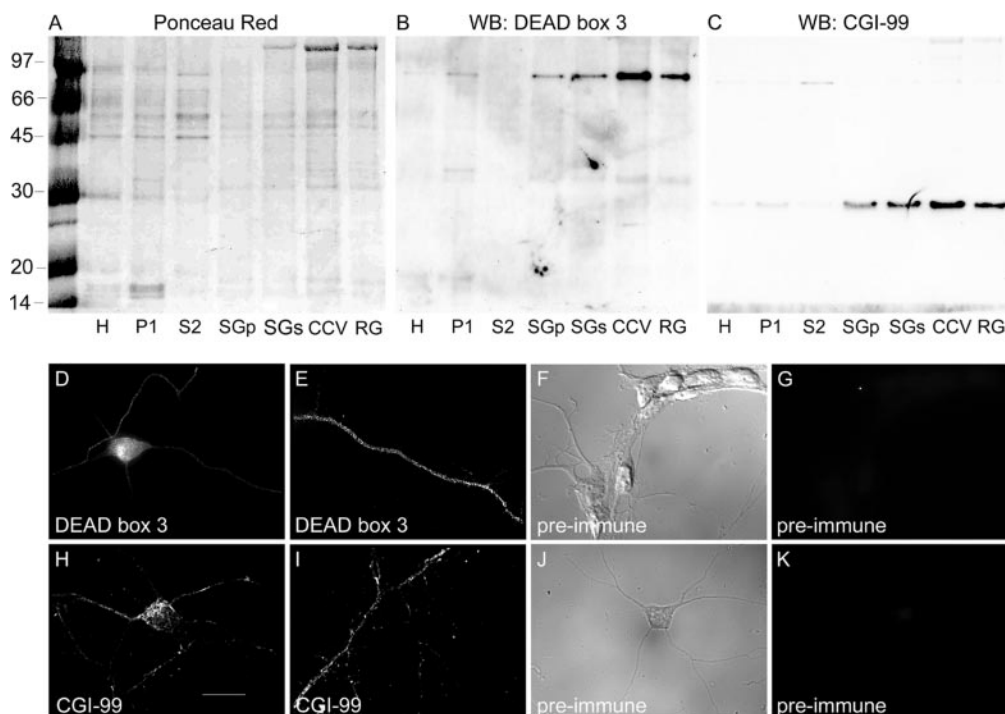 A Ponceau Red
B WB: DEAD box 3
C WB: CGI-99
97
66
45
30
20
14
H P1 S2 SGp SGs CCV RG
H P1 S2 SGp SGs CCV RG
H P1 S2 SGp SGs CCV RG
D
DEAD box 3
E
DEAD box 3
F
pre-immune
G
pre-immune
H
CGI-99
I
CGI-99
J
pre-immune
K
pre-immune